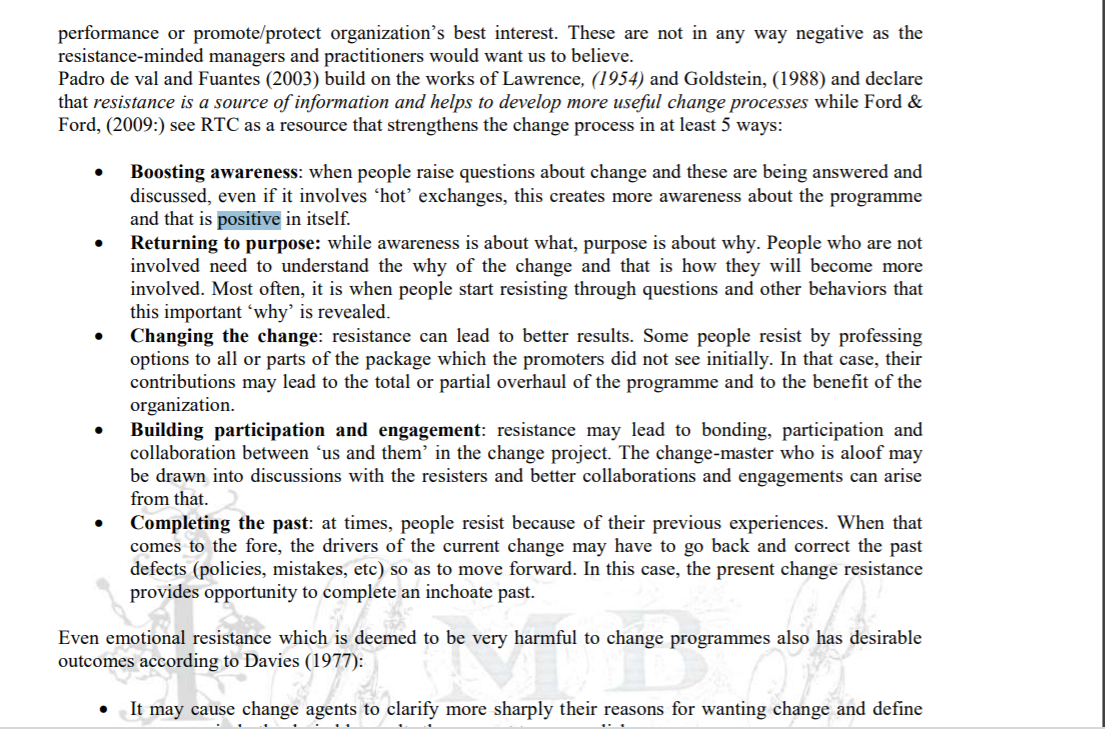 performance or promote/protect organization’s best interest. These are not in any way negative as the
resistance-minded managers and practitioners would want us to believe.
Padro de val and Fuantes (2003) build on the works of Lawrence, (1954) and Goldstein, (1988) and declare
that resistance is a source of information and helps to develop more useful change processes while Ford &
Ford, (2009:) see RTC as a resource that strengthens the change process in at least 5 ways:
• Boosting awareness: when people raise questions about change and these are being answered and
discussed, even if it involves ‘hot’ exchanges, this creates more awareness about the programme
and that is positive in itself.
• Returning to purpose: while awareness is about what, purpose is about why. People who are not
involved need to understand the why of the change and that is how they will become more
involved. Most often, it is when people start resisting through questions and other behaviors that
this important ‘why’ is revealed.
• Changing the change: resistance can lead to better results. Some people resist by professing
options to all or parts of the package which the promoters did not see initially. In that case, their
contributions may lead to the total or partial overhaul of the programme and to the benefit of the
organization.
• Building participation and engagement: resistance may lead to bonding, participation and
collaboration between ‘us and them’ in the change project. The change-master who is aloof may
be drawn into discussions with the resisters and better collaborations and engagements can arise
from that.
• Completing the past: at times, people resist because of their previous experiences. When that
comes to the fore, the drivers of the current change may have to go back and correct the past
defects (policies, mistakes, etc) so as to move forward. In this case, the present change resistance
provides opportunity to complete an inchoate past.
Even emotional resistance which is deemed to be very harmful to change programmes also has desirable
outcomes according to Davies (1977):
• It may cause change agents to clarify more sharply their reasons for wanting change and define